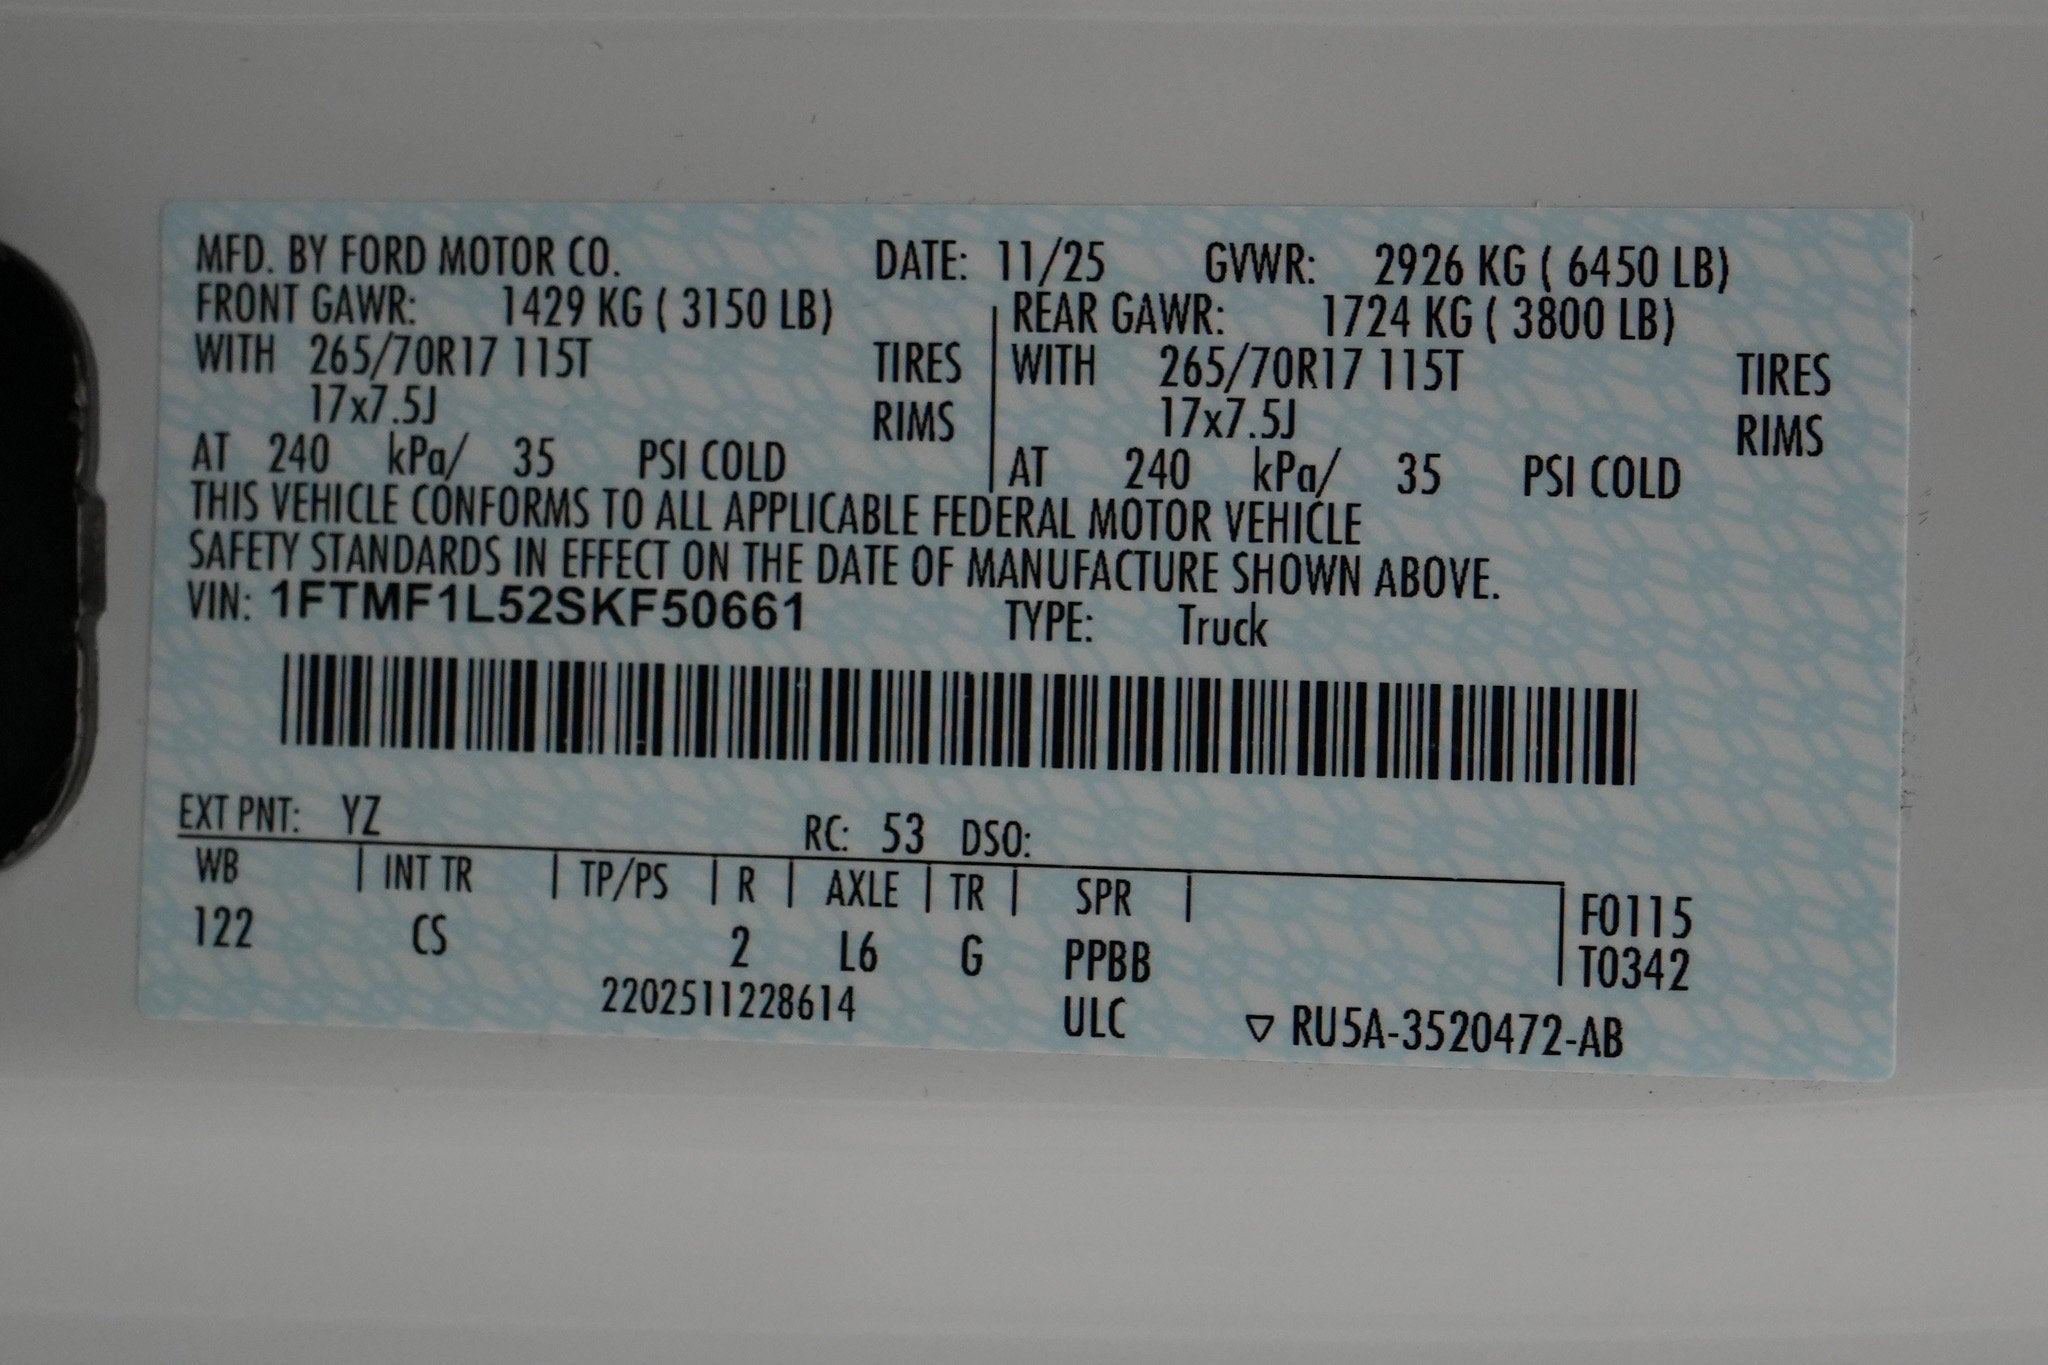 MFD. BY FORD MOTOR CO. DATE: 11/25 GVWR: 2926 KG ( 6450 LB)
FRONT GAWR: 1429 KG ( 3150 LB) REAR GAWR: 1724 KG ( 3800 LB)
WITH 265/70R17 115T TIRES WITH 265/70R17 115T TIRES
17x7.5J RIMS 17x7.5J RIMS
AT 240 kPa/ 35 PSI COLD AT 240 kPa/ 35 PSI COLD
THIS VEHICLE CONFORMS TO ALL APPLICABLE FEDERAL MOTOR VEHICLE
SAFETY STANDARDS IN EFFECT ON THE DATE OF MANUFACTURE SHOWN ABOVE.
VIN: 1FTMF1L52SKF50661 TYPE: Truck
EXT PNT: YZ RC: 53 DSO:
WB INT TR TP/PS R AXLE TR SPR F0115
122 CS 2 L6 G PPBB T0342
2202511228614 ULC ▽ RU5A-3520472-AB